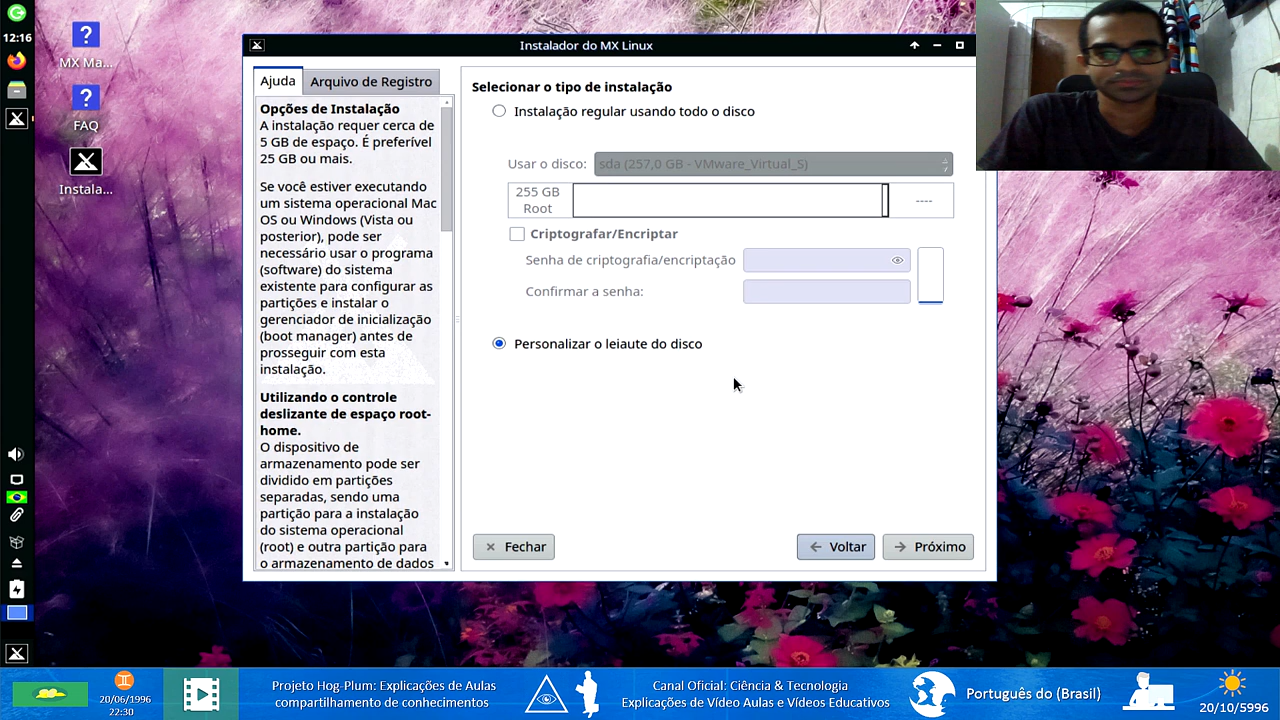 12:16
MX Ma...
FAQ
Instala...
Instalador do MX Linux
Ajuda
Arquivo de Registro
Opções de Instalação
A instalação requer cerca de
5 GB de espaço. É preferível
25 GB ou mais.
Se você estiver executando
um sistema operacional Mac
OS ou Windows (Vista ou
posterior), pode ser
necessário usar o programa
(software) do sistema
existente para configurar as
partições e instalar o
gerenciador de inicialização
(boot manager) antes de
prosseguir com esta
instalação.
Utilizando o controle
deslizante de espaço root-
home.
O dispositivo de
armazenamento pode ser
dividido em partições
separadas, sendo uma
partição para a instalação
do sistema operacional
(root) e outra partição para
o armazenamento de dados
Selecionar o tipo de instalação
Instalação regular usando todo o disco
Usar o disco:
sda (257,0 GB - VMware_Virtual_S)
255 GB
Root
----
Criptografar/Encriptar
Senha de criptografia/encriptação
Confirmar a senha:
Personalizar o leiaute do disco
Fechar
Voltar
Próximo
20/06/1996
22:30
Projeto Hog-Plum: Explicações de Aulas
compartilhamento de conhecimentos
Canal Oficial: Ciência & Tecnologia
Explicações de Vídeo Aulas e Vídeos Educativos
Português do (Brasil)
20/10/5996